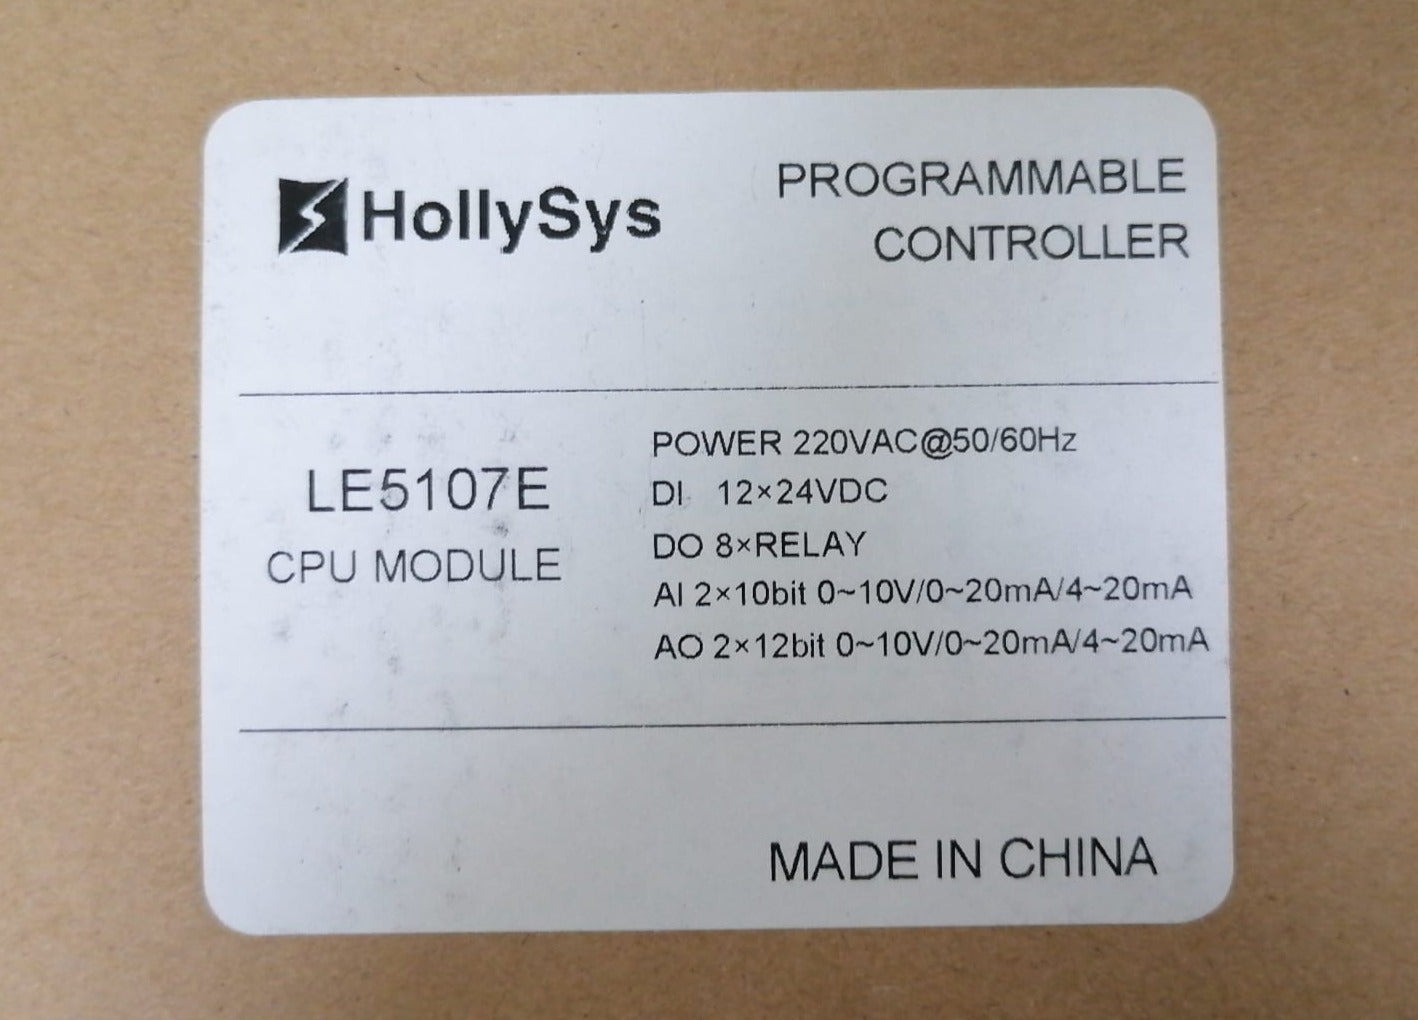 HollySys
PROGRAMMABLE
CONTROLLER
LE5107E
CPU MODULE
POWER 220VAC@50/60Hz
DI 12×24VDC
DO 8×RELAY
AI 2×10bit 0~10V/0~20mA/4~20mA
AO 2×12bit 0~10V/0~20mA/4~20mA
MADE IN CHINA